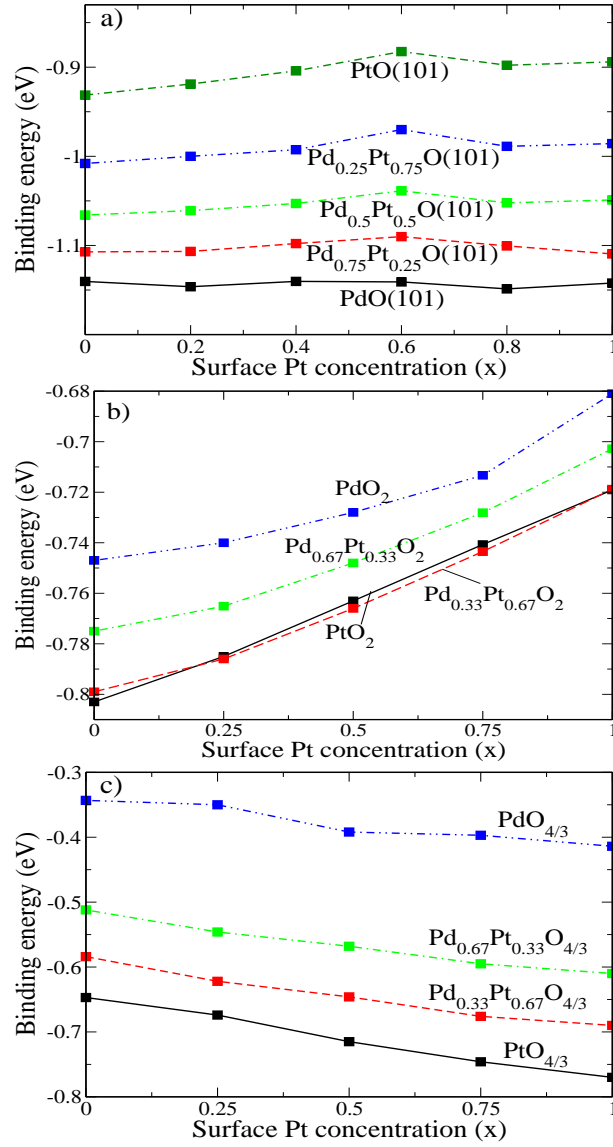 a)
-0.9
-1
-1.1
Binding energy (eV)
PtO(101)
Pd0.25Pt0.75O(101)
Pd0.5Pt0.5O(101)
Pd0.75Pt0.25O(101)
PdO(101)
0 0.2 0.4 0.6 0.8 1
Surface Pt concentration (x)
b)
-0.68
-0.7
-0.72
-0.74
-0.76
-0.78
-0.8
Binding energy (eV)
PdO2
Pd0.67Pt0.33O2
Pd0.33Pt0.67O2
PtO2
0 0.25 0.5 0.75 1
Surface Pt concentration (x)
c)
-0.3
-0.4
-0.5
-0.6
-0.7
-0.8
Binding energy (eV)
PdO4/3
Pd0.67Pt0.33O4/3
Pd0.33Pt0.67O4/3
PtO4/3
0 0.25 0.5 0.75 1
Surface Pt concentration (x)